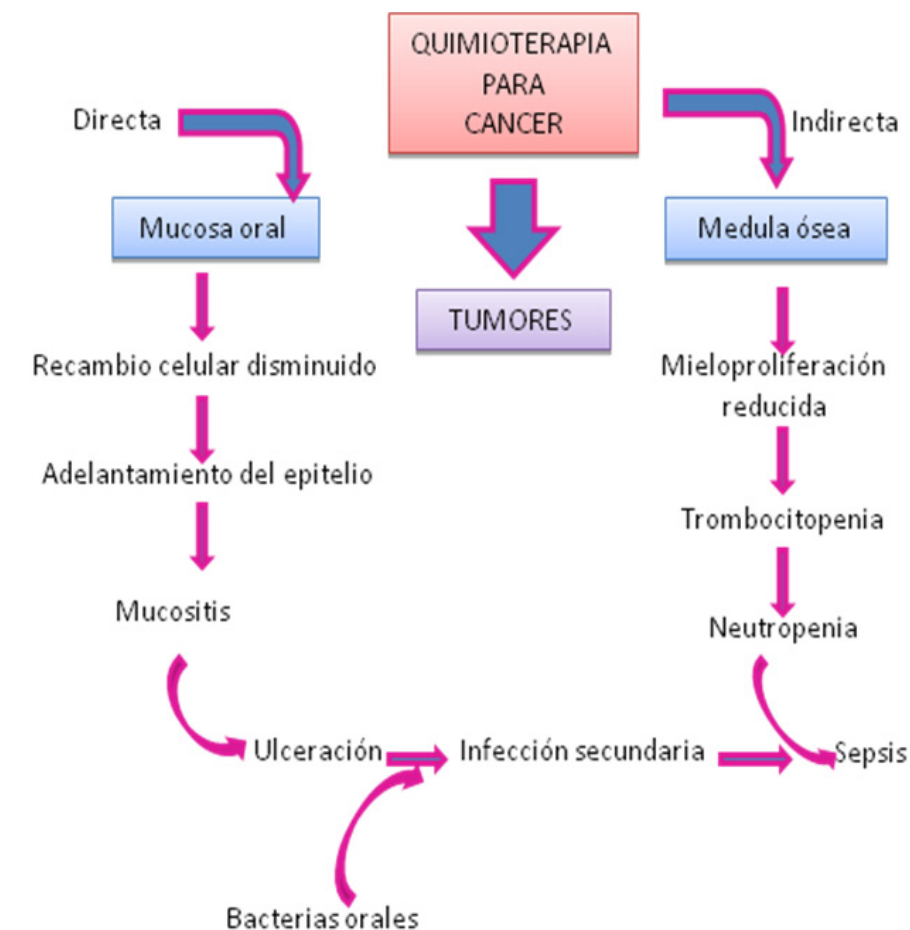 QUIMIOTERAPIA
PARA
CANCER
Directa
Indirecta
Mucosa oral
Medula ósea
TUMORES
Recambio celular disminuido
Mieloproliferación
reducida
Adelantamiento del epitelio
Trombocitopenia
Mucositis
Neutropenia
Ulceración
Infección secundaria
Sepsis
Bacterias orales